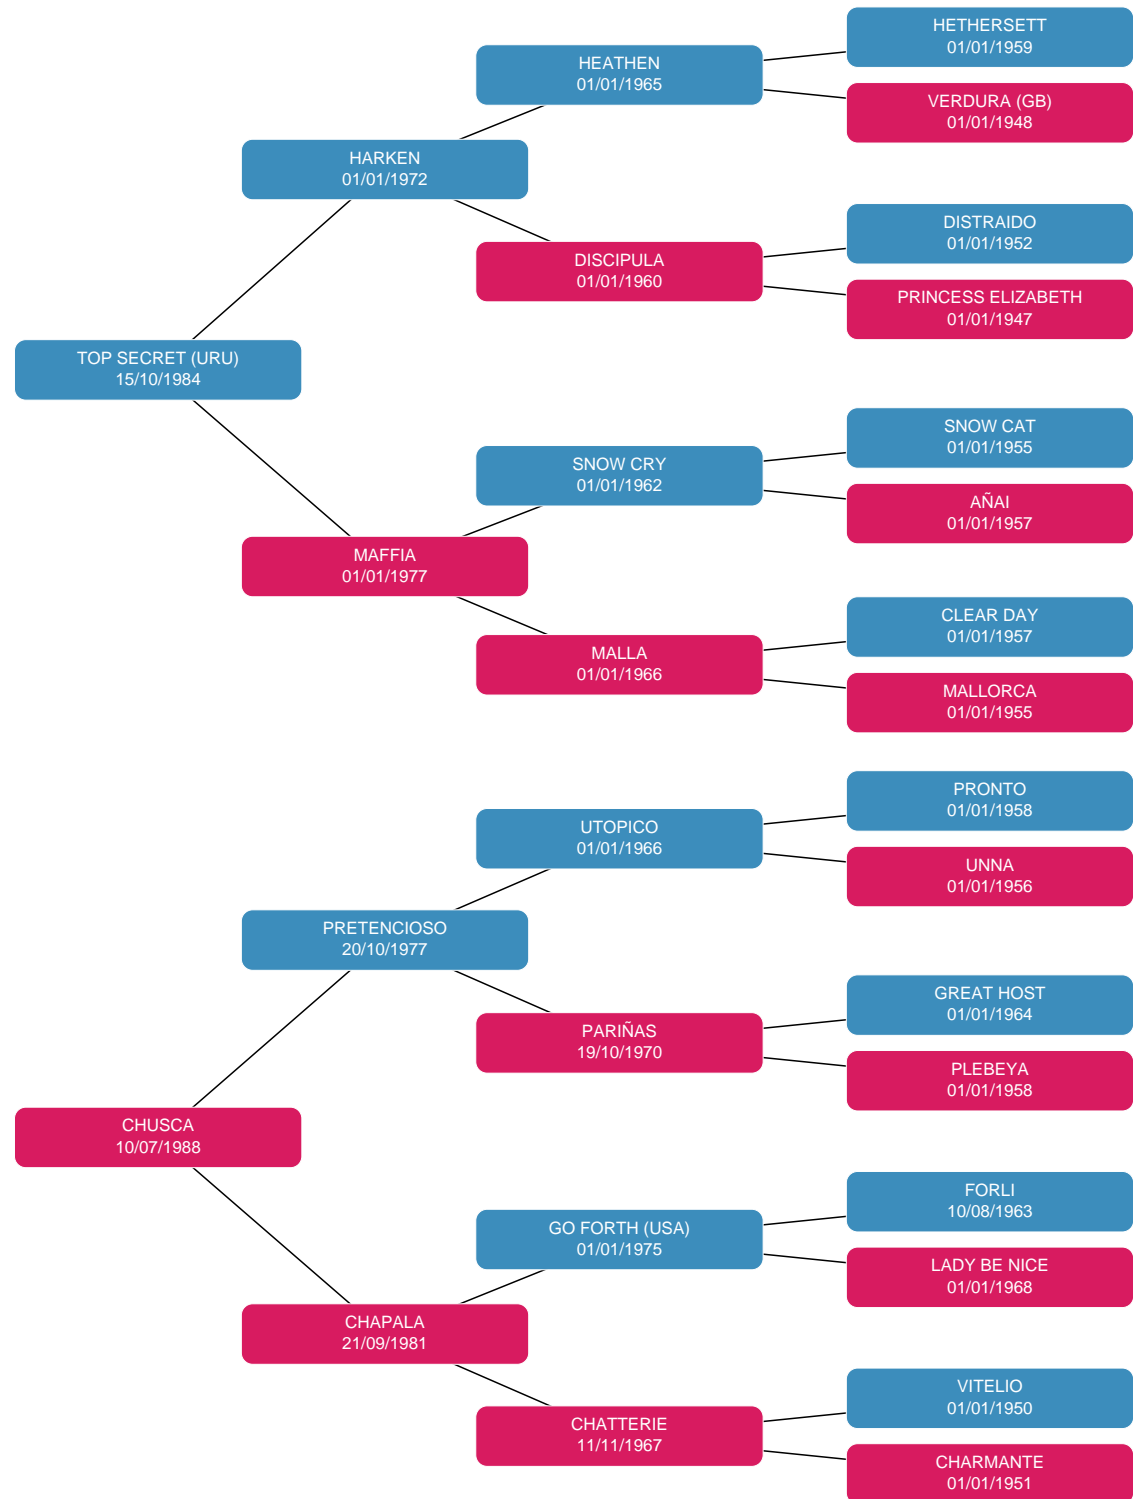 HETHERSETT
01/01/1959
HEATHEN
01/01/1965
VERDURA (GB)
01/01/1948
HARKEN
01/01/1972
DISTRAIDO
01/01/1952
DISCIPULA
01/01/1960
PRINCESS ELIZABETH
01/01/1947
TOP SECRET (URU)
15/10/1984
SNOW CAT
01/01/1955
SNOW CRY
01/01/1962
AÑAI
01/01/1957
MAFFIA
01/01/1977
CLEAR DAY
01/01/1957
MALLA
01/01/1966
MALLORCA
01/01/1955
PRONTO
01/01/1958
UTOPICO
01/01/1966
UNNA
01/01/1956
PRETENCIOSO
20/10/1977
GREAT HOST
01/01/1964
PARIÑAS
19/10/1970
PLEBEYA
01/01/1958
CHUSCA
10/07/1988
FORLI
10/08/1963
GO FORTH (USA)
01/01/1975
LADY BE NICE
01/01/1968
CHAPALA
21/09/1981
VITELIO
01/01/1950
CHATTERIE
11/11/1967
CHARMANTE
01/01/1951